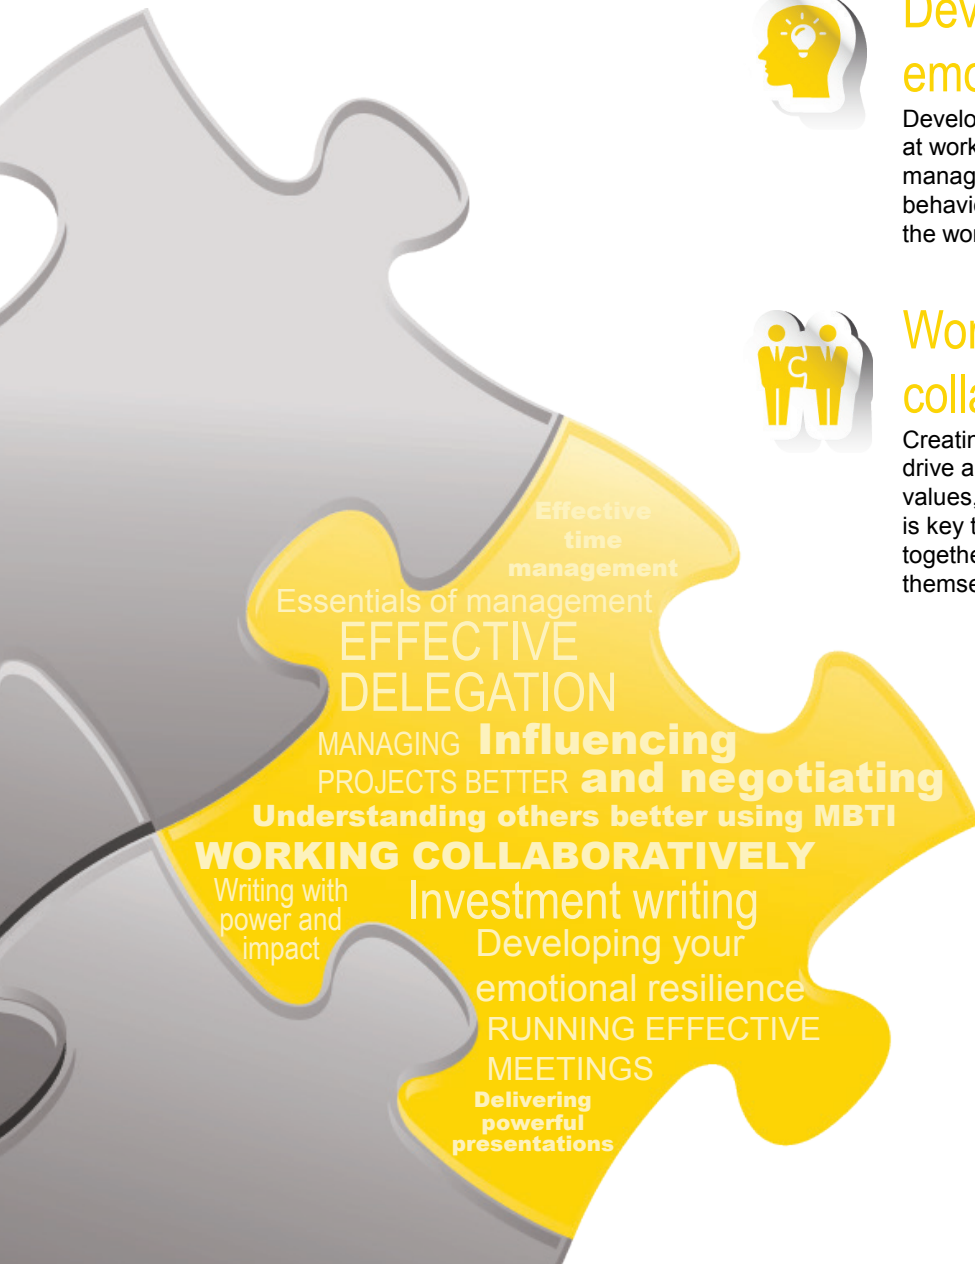 Dev
emo
Develo
at work
manag
behavi
the wor
Wor
colla
Creatin
drive a
values,
is key t
togethe
themse
Effective
time
management
Essentials of management
EFFECTIVE
DELEGATION
MANAGING
PROJECTS BETTER
Influencing
and negotiating
Understanding others better using MBTI
WORKING COLLABORATIVELY
Writing with
power and
impact
Investment writing
Developing your
emotional resilience
RUNNING EFFECTIVE
MEETINGS
Delivering
powerful
presentations